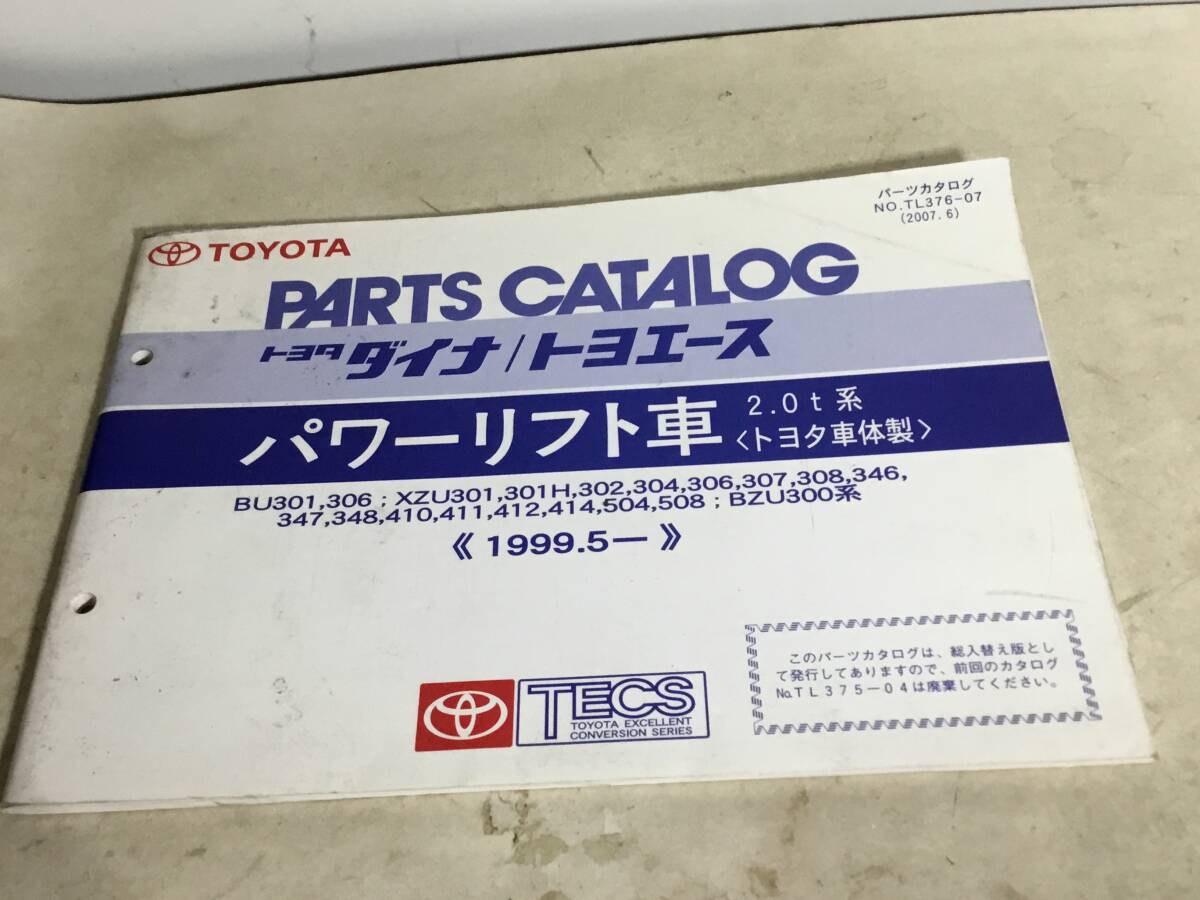 パーツカタログ
NO.TL376-07
(2007.6)
TOYOTA
PARTS CATALOG
トヨタ ダイナ/トヨエース
パワーリフト車 2.0t系
〈トヨタ車体製〉
BU301,306 ; XZU301,301H,302,304,306,307,308,346,
347,348,410,411,412,414,504,508 ; BZU300系
《 1999.5ー 》
このパーツカタログは、総入替え版とし
て発行してありますので、前回のカタログ
№TL375ー04は廃棄してください。
TECS
TOYOTA EXCELLENT
CONVERSION SERIES